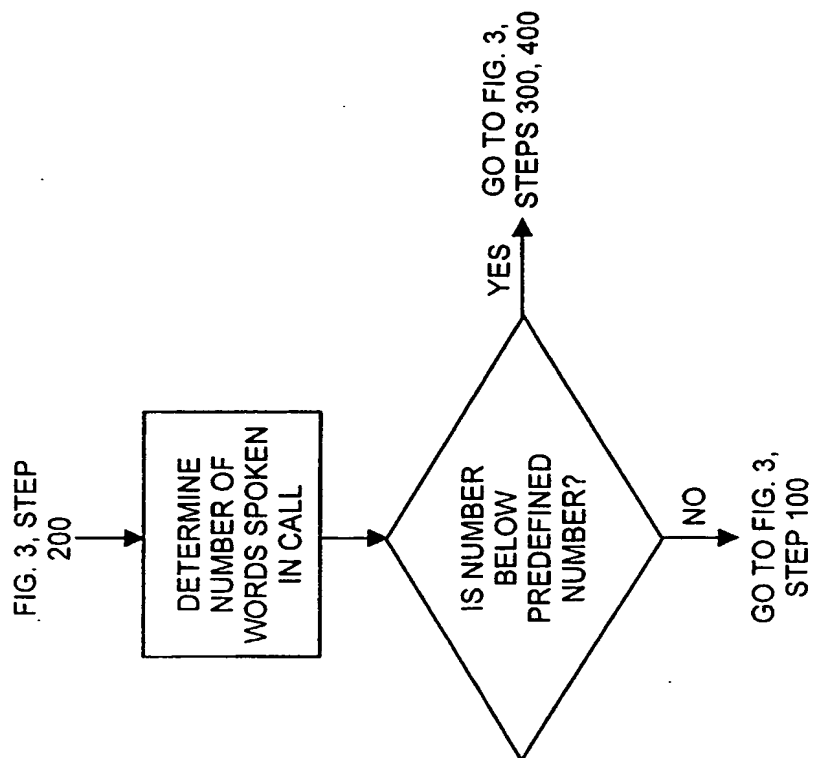 FIG. 3, STEP
200
DETERMINE
NUMBER OF
WORDS SPOKEN
IN CALL
IS NUMBER
BELOW
PREDEFINED
NUMBER?
YES
GO TO FIG. 3,
STEPS 300, 400
NO
GO TO FIG. 3,
STEP 100